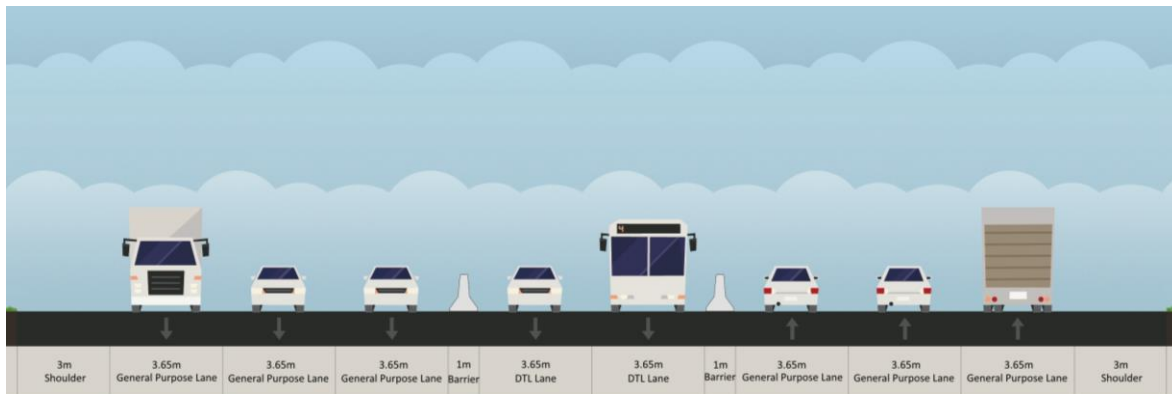 4
3m
Shoulder
3.65m
General Purpose Lane
3.65m
General Purpose Lane
3.65m
General Purpose Lane
1m
Barrier
3.65m
DTL Lane
3.65m
DTL Lane
1m
Barrier
3.65m
General Purpose Lane
3.65m
General Purpose Lane
3.65m
General Purpose Lane
3m
Shoulder